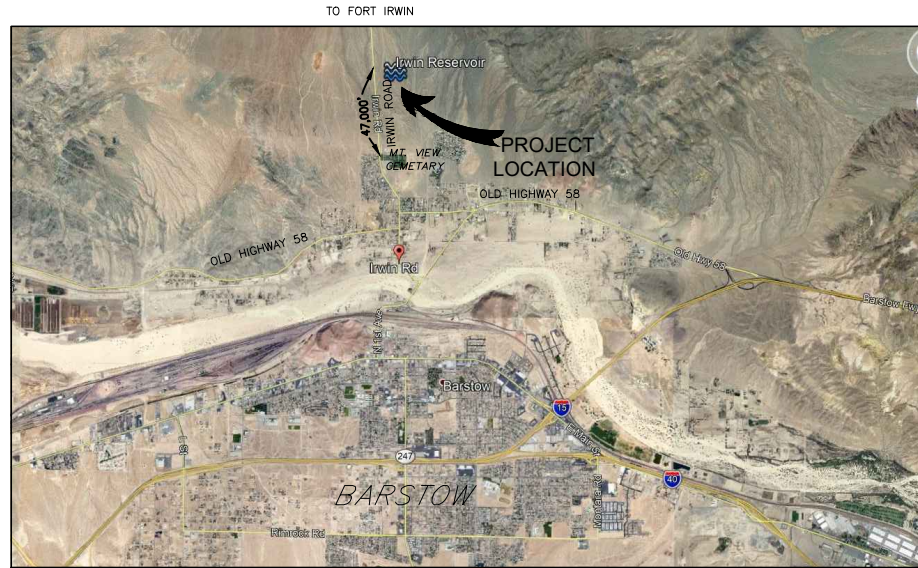 TO FORT IRWIN
Irwin Reservoir
47,000'
IRWIN ROAD
MT. VIEW
CEMETARY
PROJECT
LOCATION
OLD HIGHWAY 58
OLD HIGHWAY 58
Irwin Rd
Old Hwy 58
Barstow Fwy
N 1st Ave
Barstow
15
E Main St
L St
247
40
BARSTOW
Montara Rd
Rimrock Rd